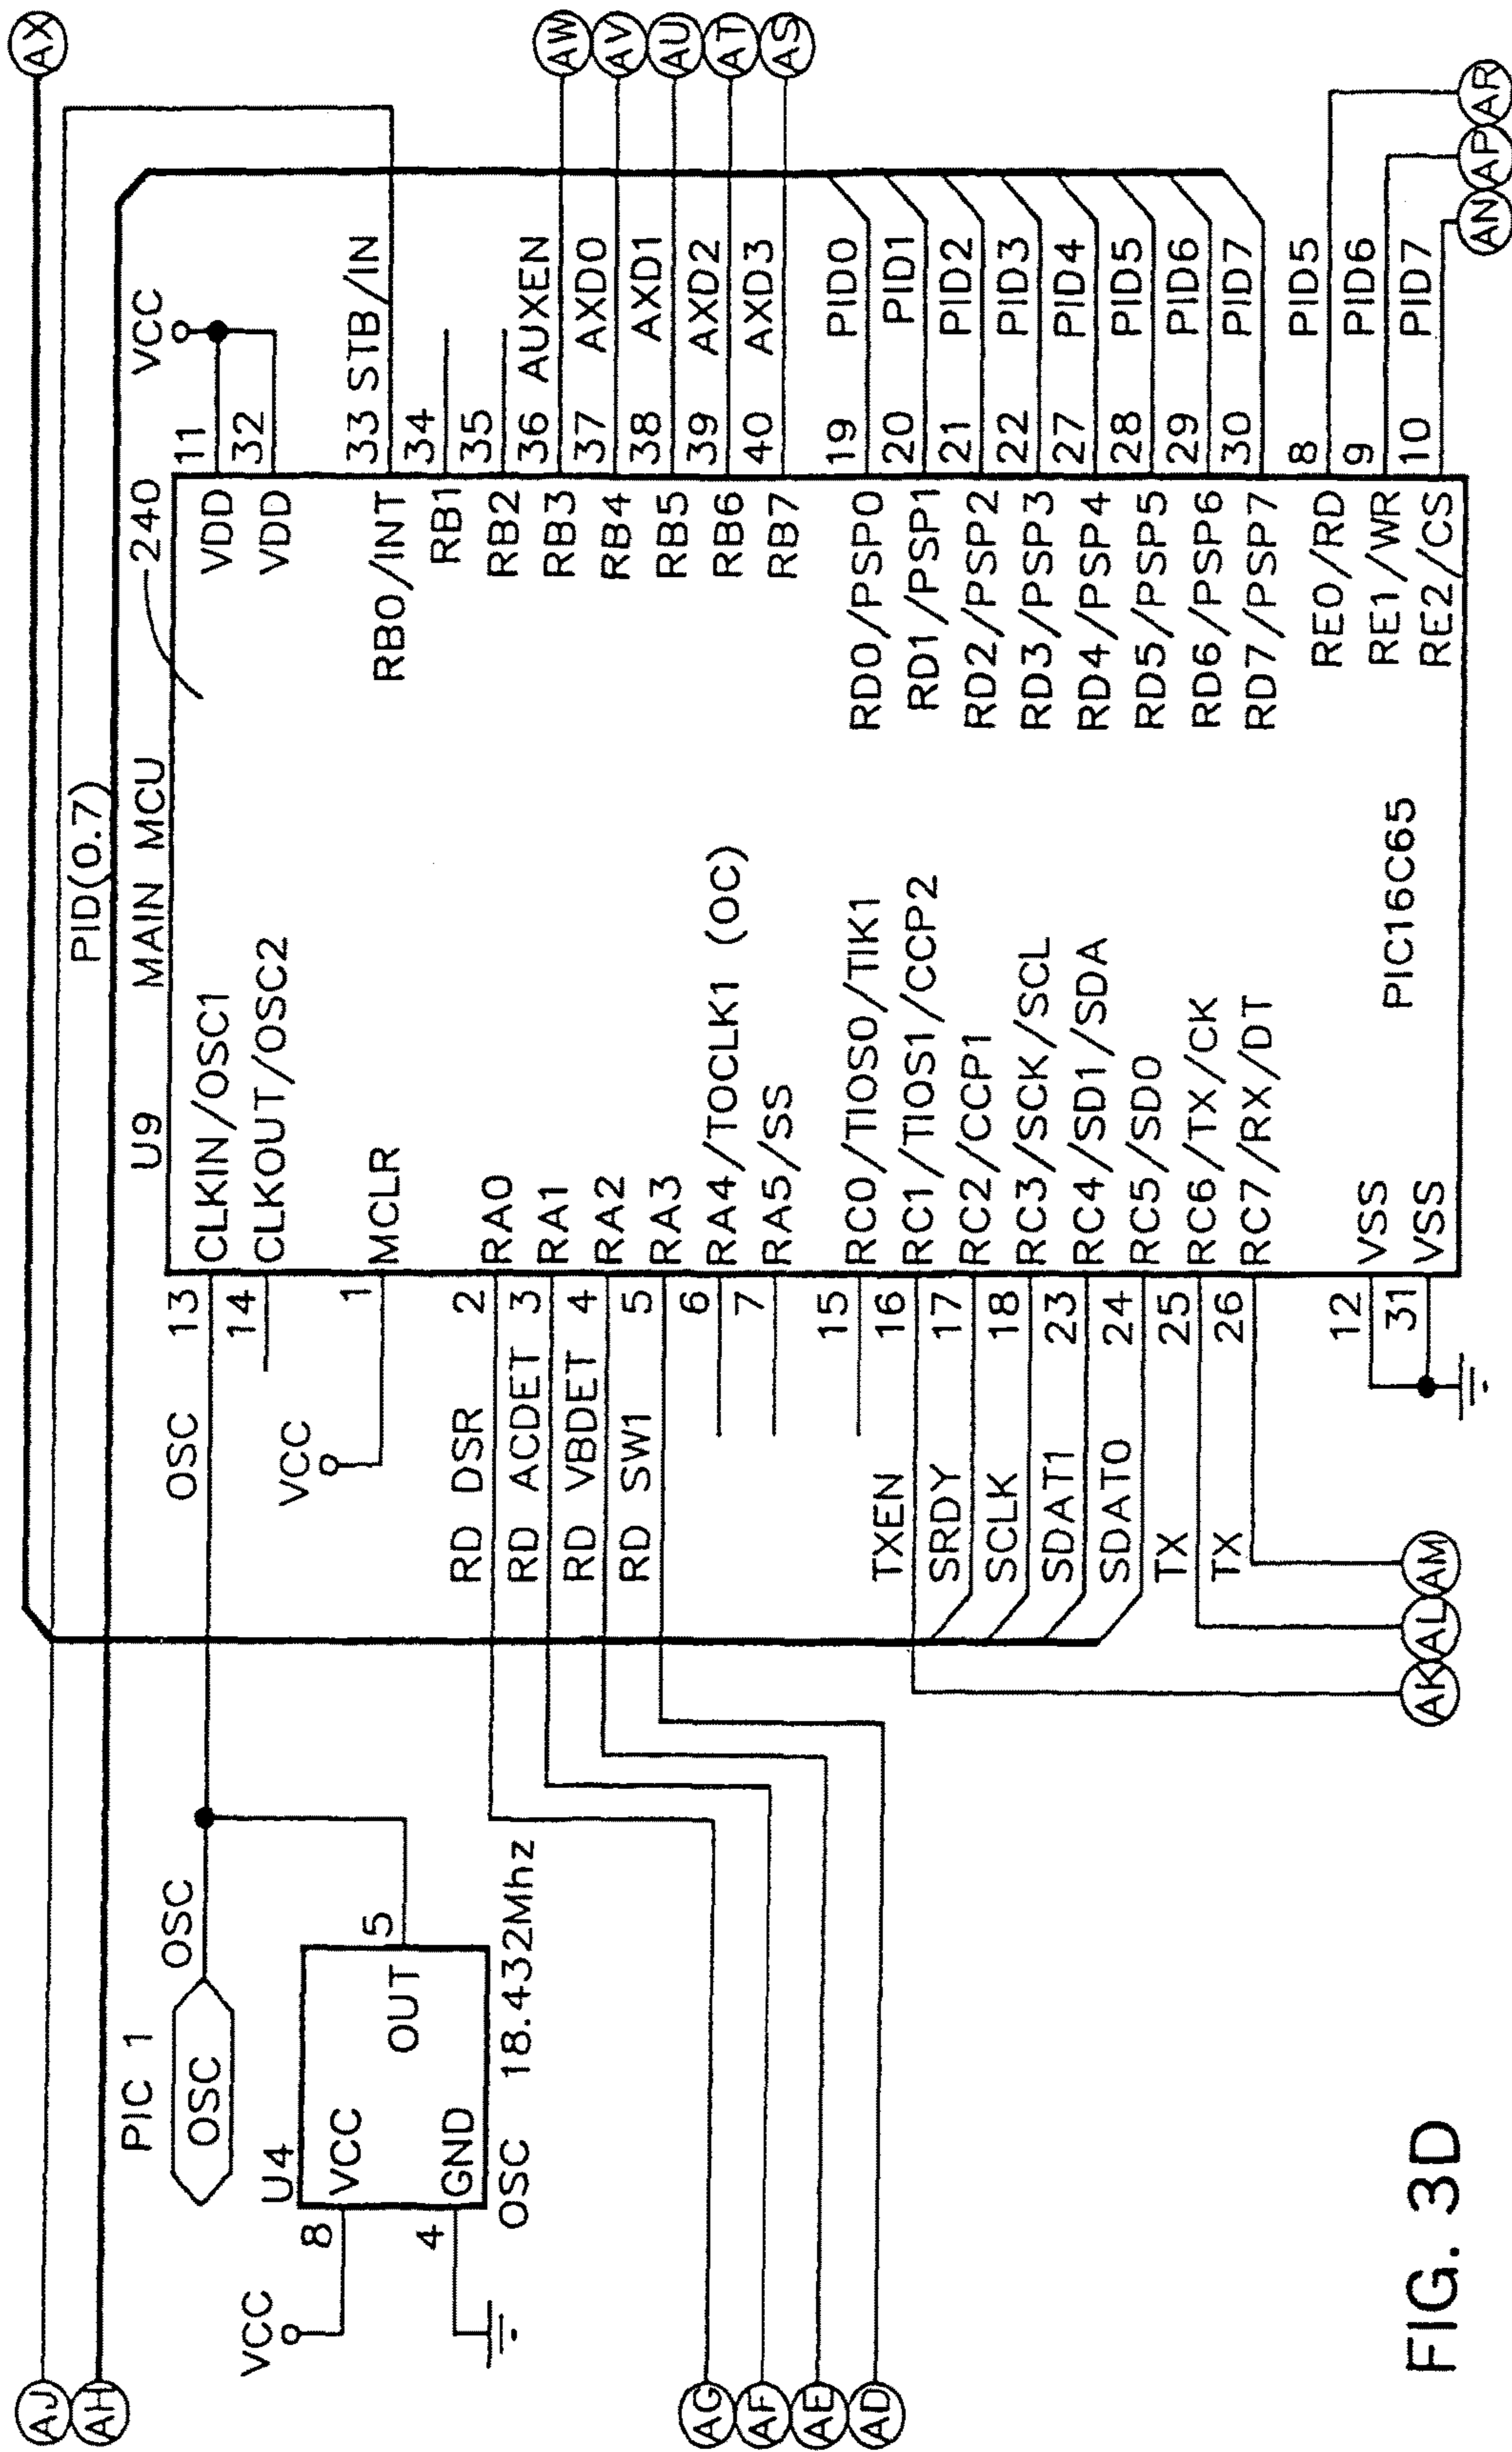 AX
AJ
AH
PID(0.7)
PIC 1
OSC
OSC
OSC
U4
VCC
8
VCC
4
GND
OUT
5
OSC 18.432Mhz
U9
MAIN MCU
240
13
CLKIN/OSC1
14
CLKOUT/OSC2
VCC
1
MCLR
RD DSR
2
RA0
RD ACDET
3
RA1
RD VBDET
4
RA2
RD SW1
5
RA3
6
RA4/TOCLK1 (OC)
7
RA5/SS
15
RC0/TIOS0/TIK1
TXEN
16
RC1/TIOS1/CCP2
SRDY
17
RC2/CCP1
SCLK
18
RC3/SCK/SCL
SDAT1
23
RC4/SD1/SDA
SDAT0
24
RC5/SD0
TX
25
RC6/TX/CK
TX
26
RC7/RX/DT
12
VSS
31
VSS
PIC16C65
VCC
VDD
11
VDD
32
RB0/INT
33
STB/IN
RB1
34
RB2
35
RB3
36
AUXEN
AW
RB4
37
AXD0
AV
RB5
38
AXD1
AU
RB6
39
AXD2
AT
RB7
40
AXD3
AS
RD0/PSP0
19
PID0
RD1/PSP1
20
PID1
RD2/PSP2
21
PID2
RD3/PSP3
22
PID3
RD4/PSP4
27
PID4
RD5/PSP5
28
PID5
RD6/PSP6
29
PID6
RD7/PSP7
30
PID7
RE0/RD
8
PID5
RE1/WR
9
PID6
RE2/CS
10
PID7
AG
AF
AE
AD
AK
AL
AM
AN
AP
AR
FIG. 3D